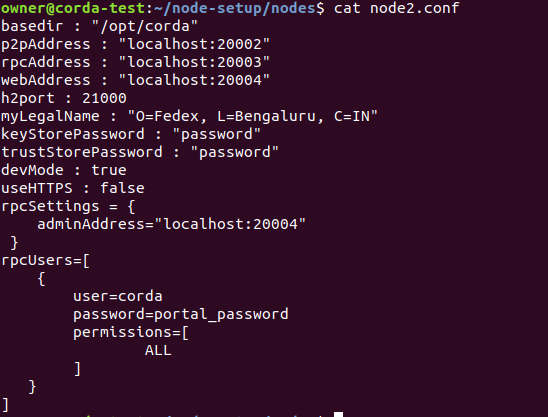 owner@corda-test:~/node-setup/nodes$ cat node2.conf
basedir : "/opt/corda"
p2pAddress : "localhost:20002"
rpcAddress : "localhost:20003"
webAddress : "localhost:20004"
h2port : 21000
myLegalName : "O=Fedex, L=Bengaluru, C=IN"
keyStorePassword : "password"
trustStorePassword : "password"
devMode : true
useHTTPS : false
rpcSettings = {
    adminAddress="localhost:20004"
 }
rpcUsers=[
    {
        user=corda
        password=portal_password
        permissions=[
                ALL
        ]
   }
]